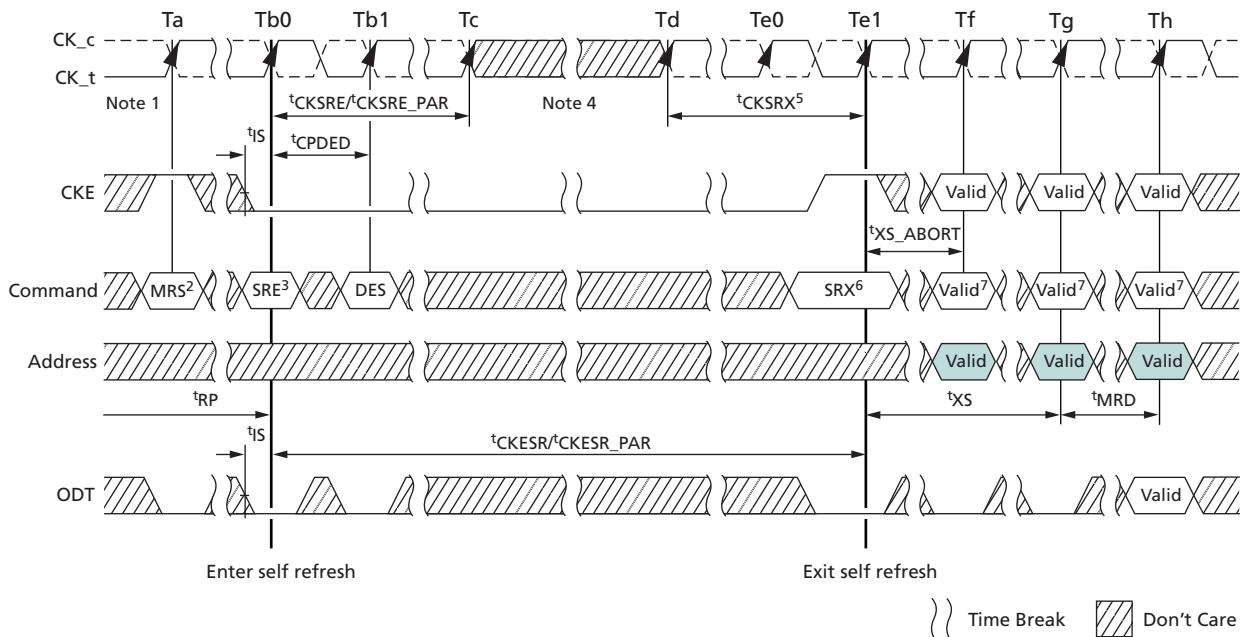 Ta Tb0 Tb1 Tc Td Te0 Te1 Tf Tg Th
CK_c
CK_t
Note 1 tCKSRE/tCKSRE_PAR Note 4 tCKSRX5
tIS tCPDED
CKE Valid Valid Valid
tXS_ABORT
Command MRS2 SRE3 DES SRX6 Valid7 Valid7 Valid7
Address Valid Valid Valid
tRP tXS tMRD
tIS tCKESR/tCKESR_PAR
ODT Valid
Enter self refresh Exit self refresh
Time Break Don't Care